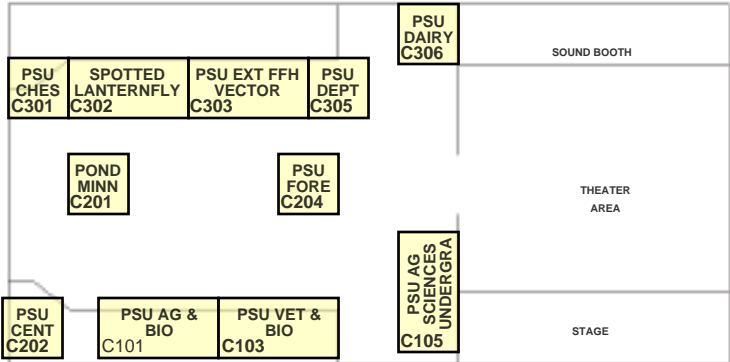 PSU
DAIRY
C306
SOUND BOOTH
PSU
CHES
C301
SPOTTED
LANTERNFLY
C302
PSU EXT FFH
VECTOR
C303
PSU
DEPT
C305
POND
MINN
C201
PSU
FORE
C204
THEATER
AREA
PSU AG
SCIENCES
UNDERGRA
C105
PSU
CENT
C202
PSU AG &
BIO
C101
PSU VET &
BIO
C103
STAGE